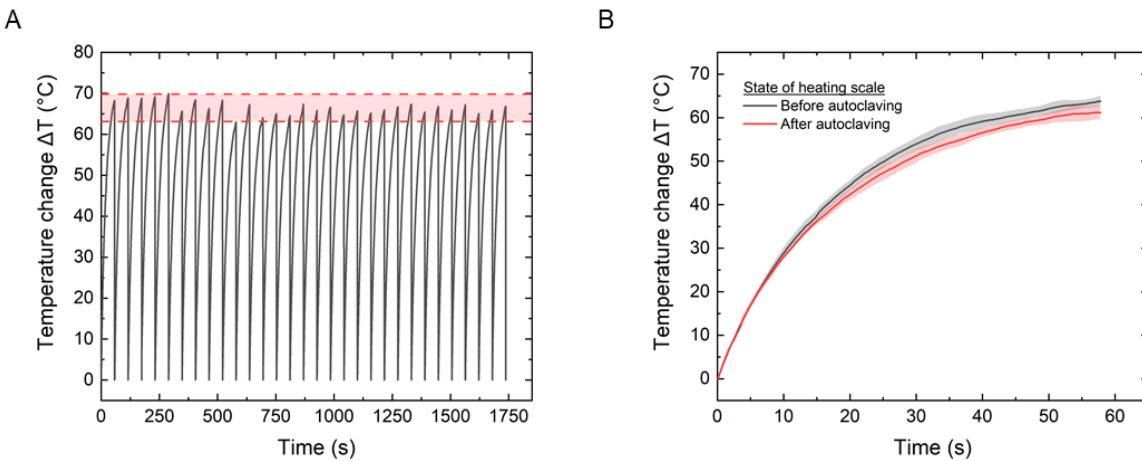 A
Temperature change ΔT (°C)
80
70
60
50
40
30
20
10
0
0 250 500 750 1000 1250 1500 1750
Time (s)
B
Temperature change ΔT (°C)
70
60
50
40
30
20
10
0
State of heating scale
Before autoclaving
After autoclaving
0 10 20 30 40 50 60
Time (s)